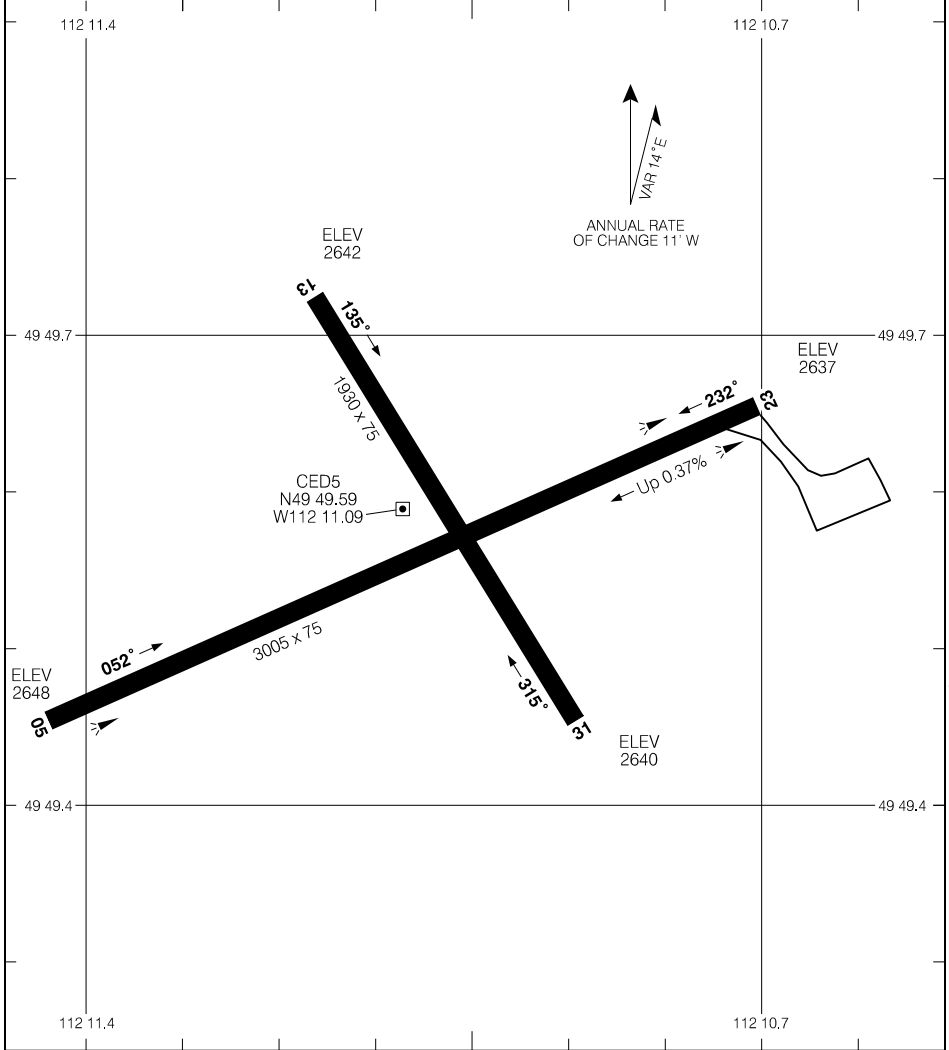 112 11.4
112 10.7
VAR 14°E
ANNUAL RATE
OF CHANGE 11' W
ELEV
2642
13
135°
49 49.7
49 49.7
ELEV
2637
1930 x 75
232°
23
Up 0.37%
CED5
N49 49.59
W112 11.09
3005 x 75
052°
ELEV
2648
05
315°
31
ELEV
2640
49 49.4
49 49.4
112 11.4
112 10.7